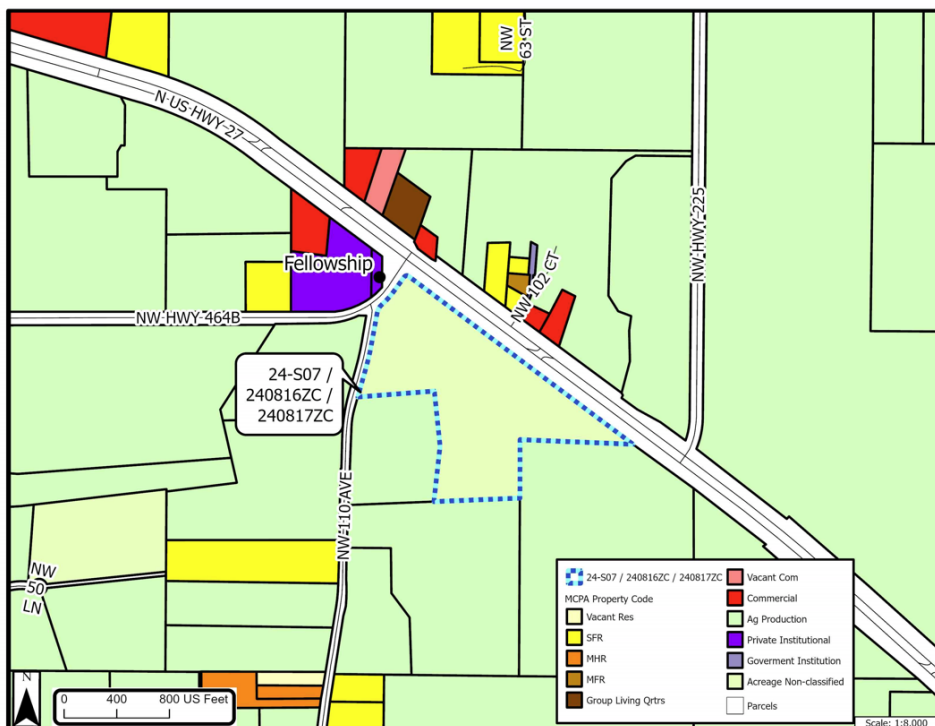 NW
63 ST
N US HWY 27
NW HWY 225
Fellowship
NW 102 CT
NW HWY 464B
24-S07 /
240816ZC /
240817ZC
NW 110 AVE
NW
50
LN
24-S07 / 240816ZC / 240817ZC
MCPA Property Code
Vacant Res
SFR
MHR
MFR
Group Living Qrtrs
Vacant Com
Commercial
Ag Production
Private Institutional
Goverment Institution
Acreage Non-classified
Parcels
N
0 400 800 US Feet
Scale: 1:8,000